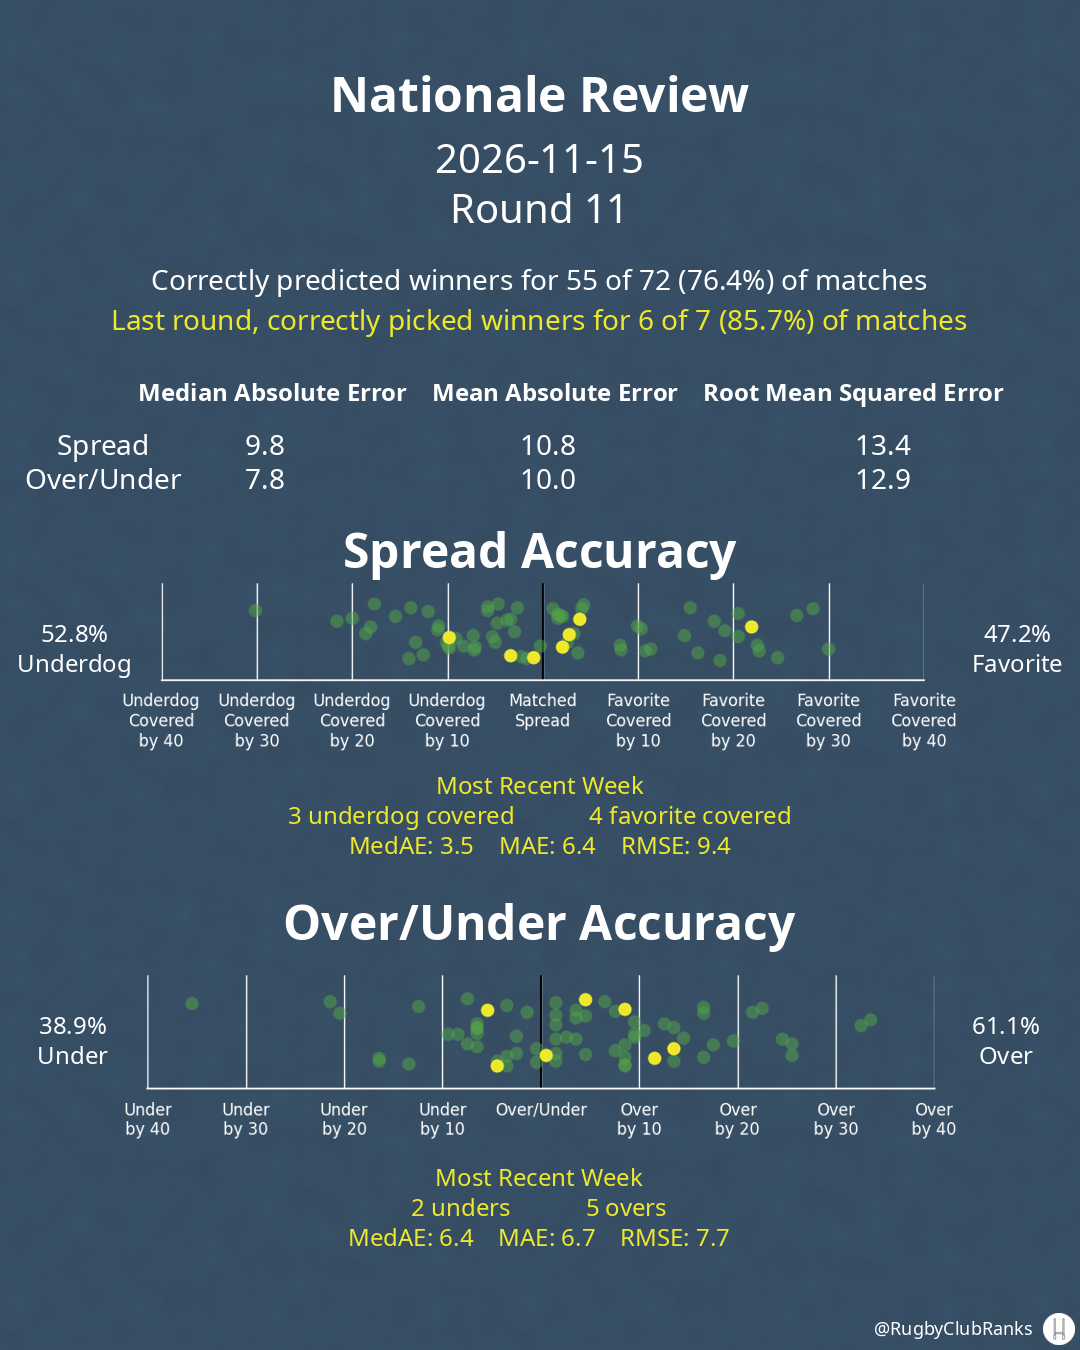 Nationale Review
2026-11-15
Round 11
Correctly predicted winners for 55 of 72 (76.4%) of matches
Last round, correctly picked winners for 6 of 7 (85.7%) of matches
Median Absolute Error Mean Absolute Error Root Mean Squared Error
Spread 9.8 10.8 13.4
Over/Under 7.8 10.0 12.9
Spread Accuracy
52.8% 47.2%
Underdog Favorite
Underdog Underdog Underdog Underdog Matched Favorite Favorite Favorite Favorite
Covered Covered Covered Covered Spread Covered Covered Covered Covered
by 40 by 30 by 20 by 10 by 10 by 20 by 30 by 40
Most Recent Week
3 underdog covered 4 favorite covered
MedAE: 3.5 MAE: 6.4 RMSE: 9.4
Over/Under Accuracy
38.9% 61.1%
Under Over
Under Under Under Under Over/Under Over Over Over Over
by 40 by 30 by 20 by 10 by 10 by 20 by 30 by 40
Most Recent Week
2 unders 5 overs
MedAE: 6.4 MAE: 6.7 RMSE: 7.7
@RugbyClubRanks